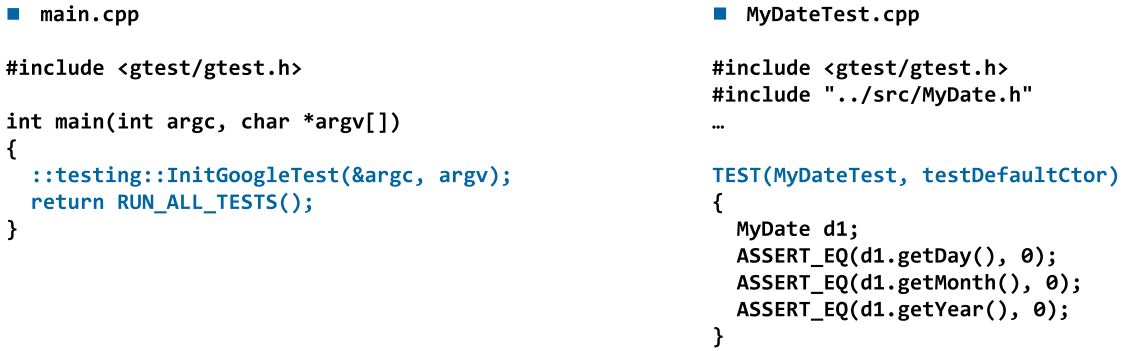 ■ main.cpp
#include <gtest/gtest.h>
int main(int argc, char *argv[])
{
  ::testing::InitGoogleTest(&argc, argv);
  return RUN_ALL_TESTS();
}
■ MyDateTest.cpp
#include <gtest/gtest.h>
#include "../src/MyDate.h"
…
TEST(MyDateTest, testDefaultCtor)
{
  MyDate d1;
  ASSERT_EQ(d1.getDay(), 0);
  ASSERT_EQ(d1.getMonth(), 0);
  ASSERT_EQ(d1.getYear(), 0);
}